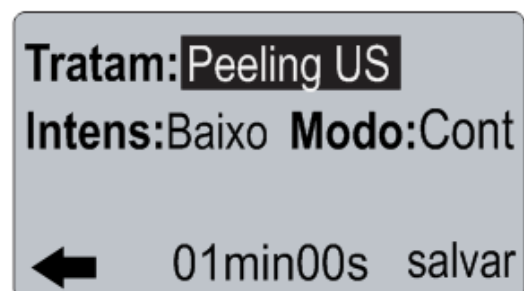 Tratam: Peeling US
Intens:Baixo Modo:Cont
01min00s salvar